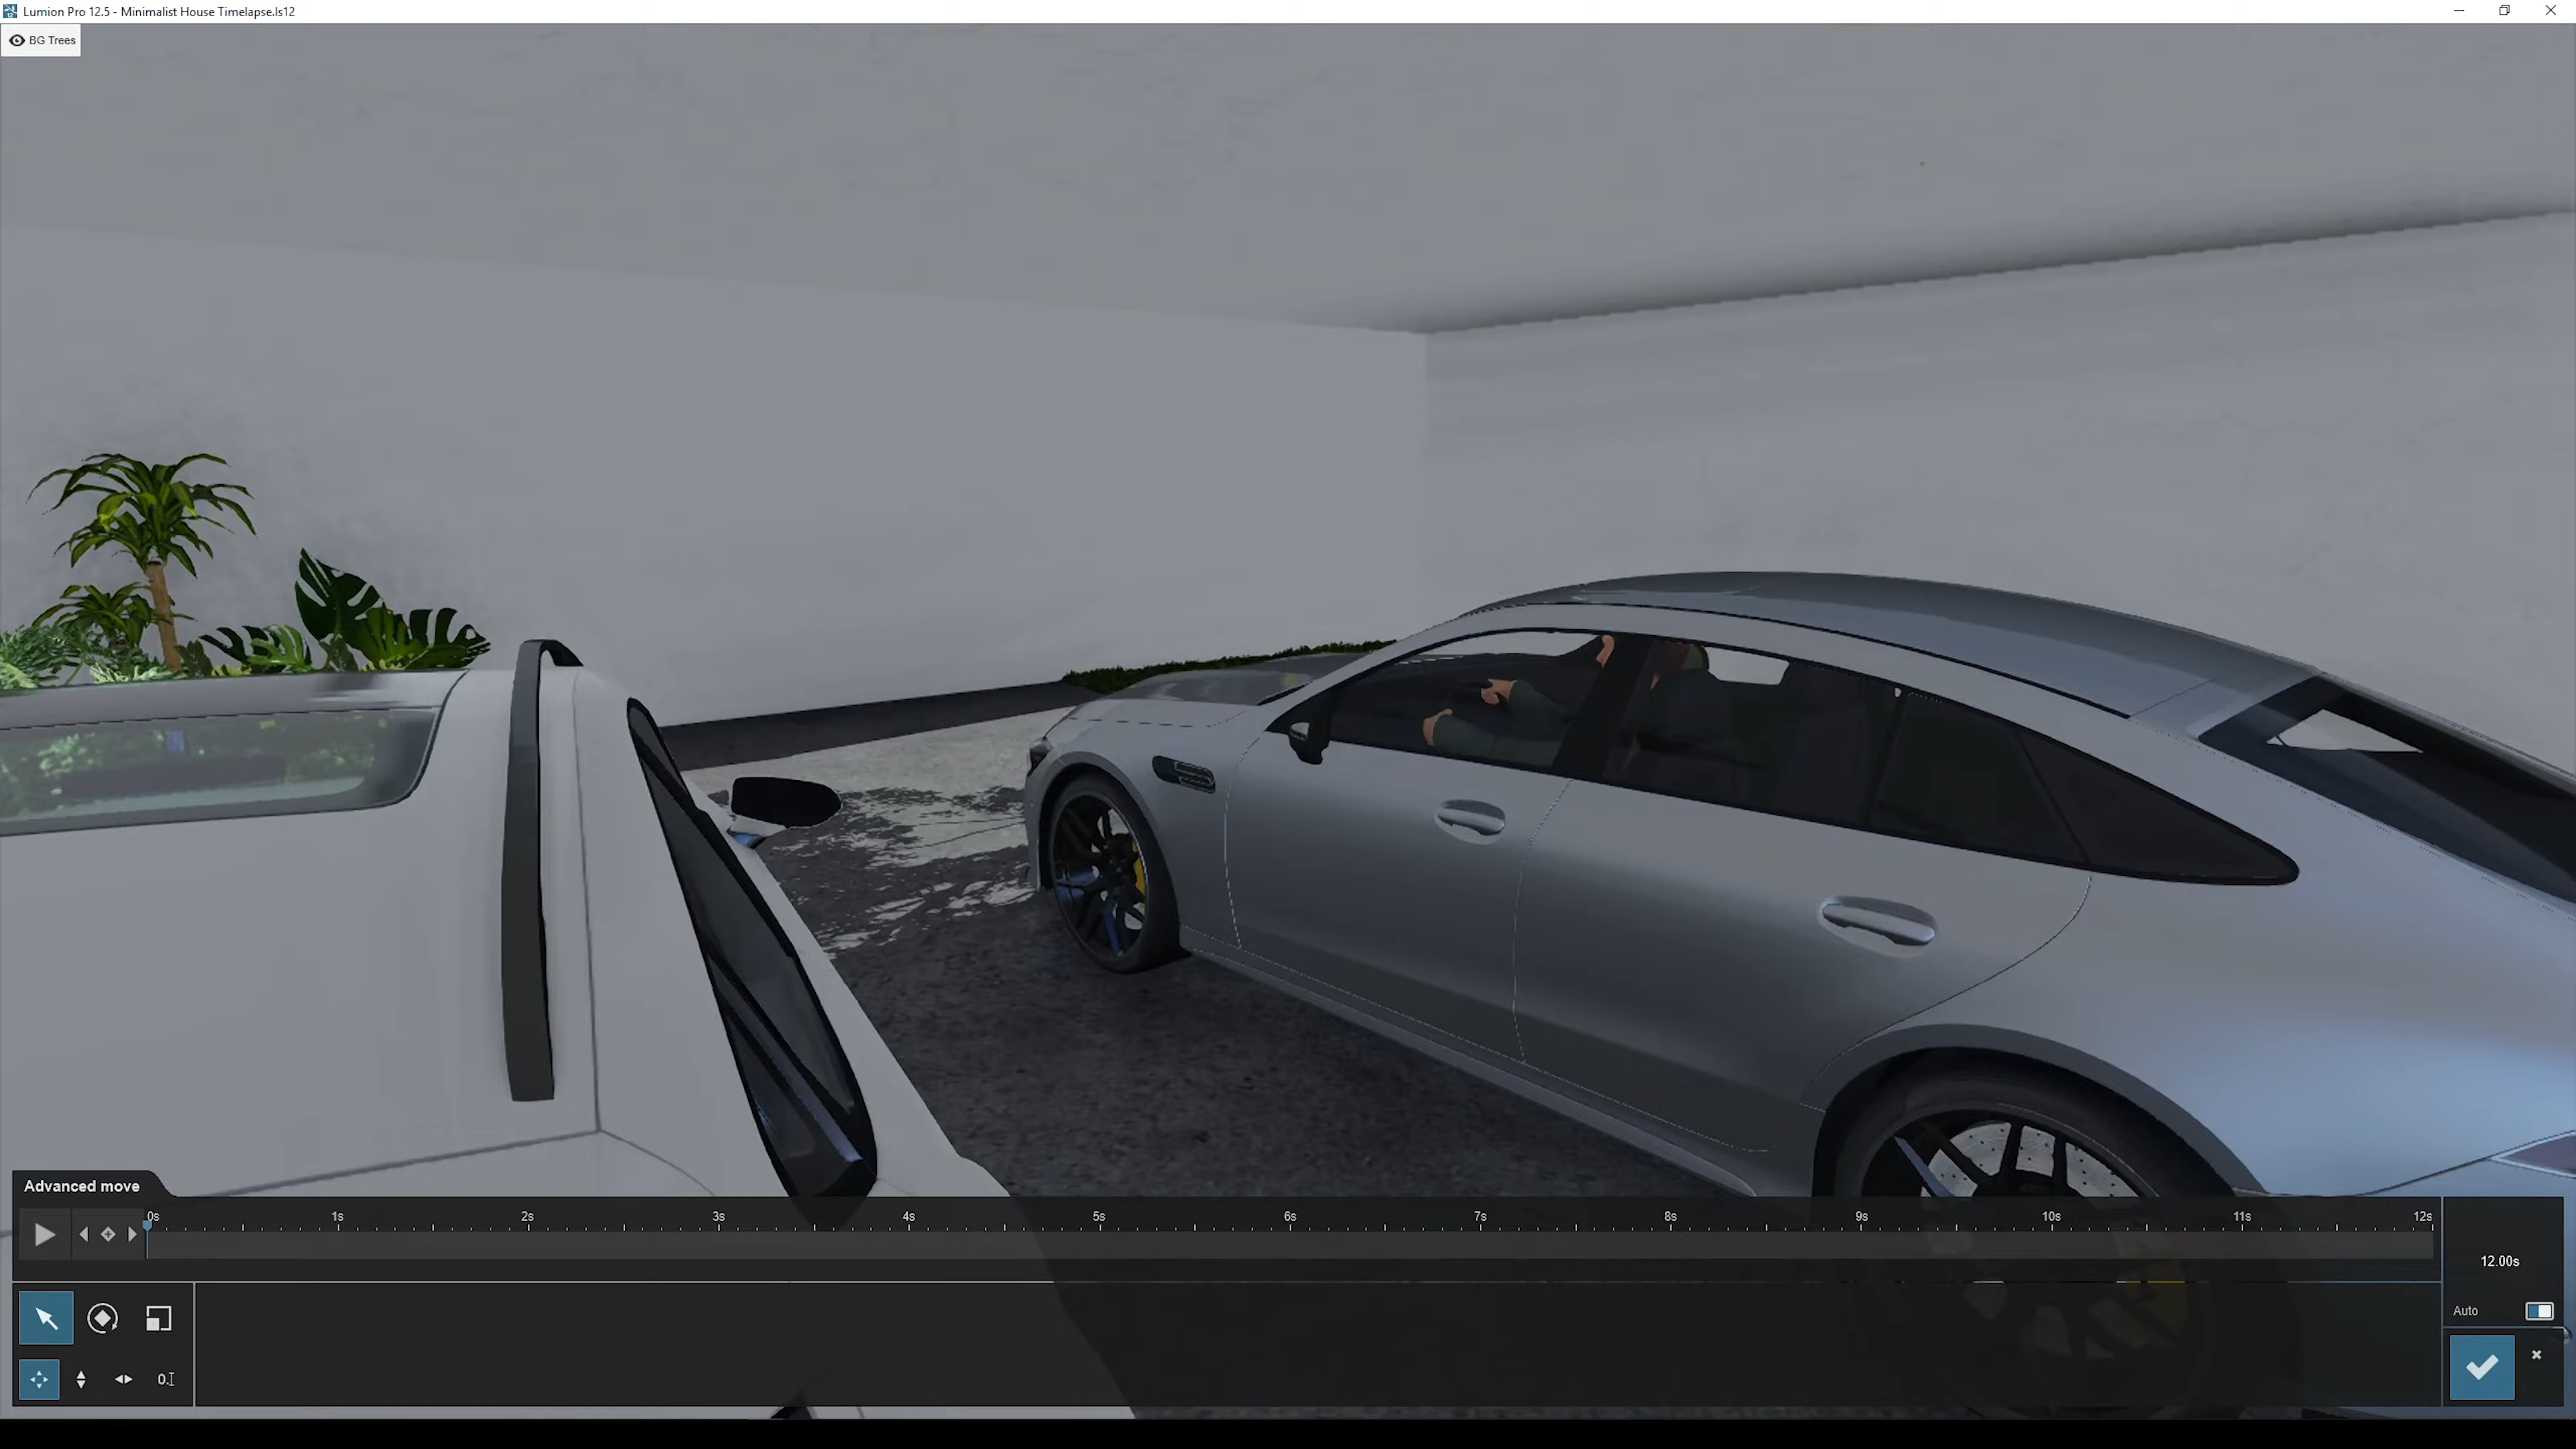 Lumion Pro 12.5 - Minimalist House Timelapse.ls12
BG Trees
Advanced move
0s 1s 2s 3s 4s 5s 6s 7s 8s 9s 10s 11s 12s
12.00s
Auto
0.